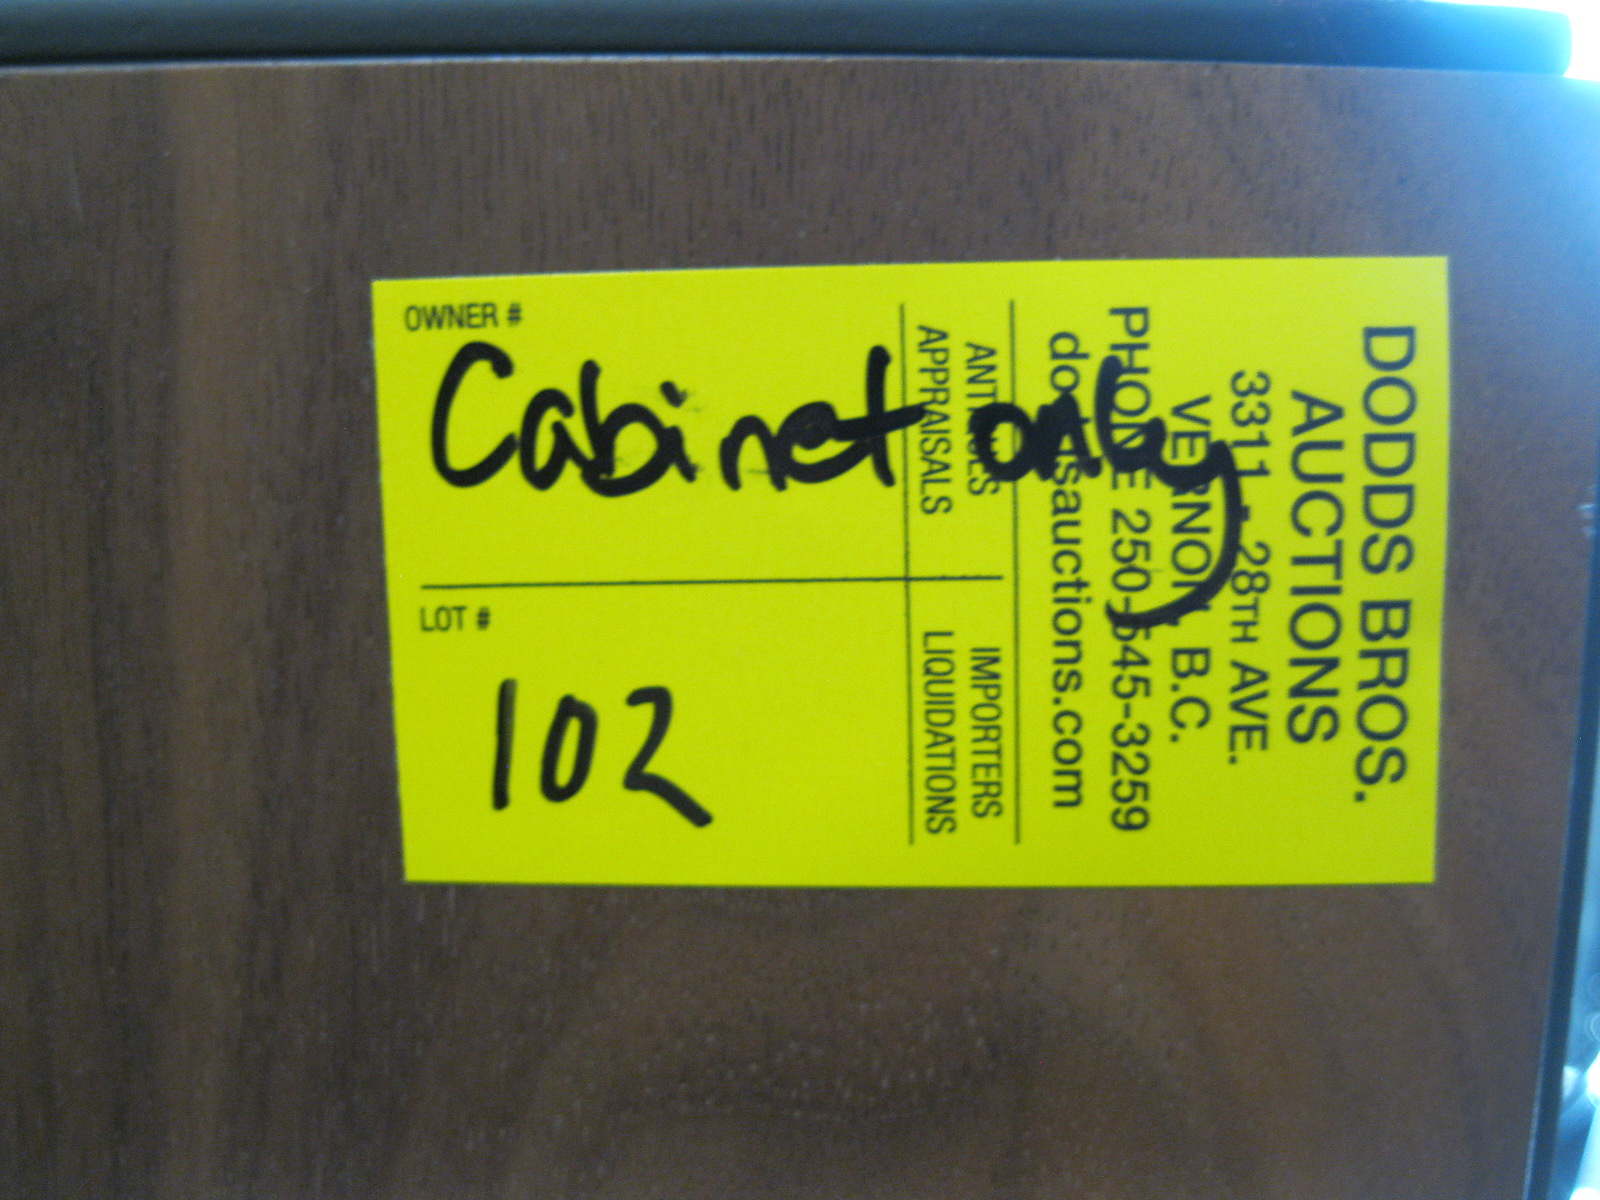 DODDS BROS.
AUCTIONS
3311 - 28TH AVE.
VERNON, B.C.
PHONE 250-545-3259
doddsauctions.com
ANTIQUES IMPORTERS
APPRAISALS LIQUIDATIONS
OWNER #
Cabinet only
LOT #
102